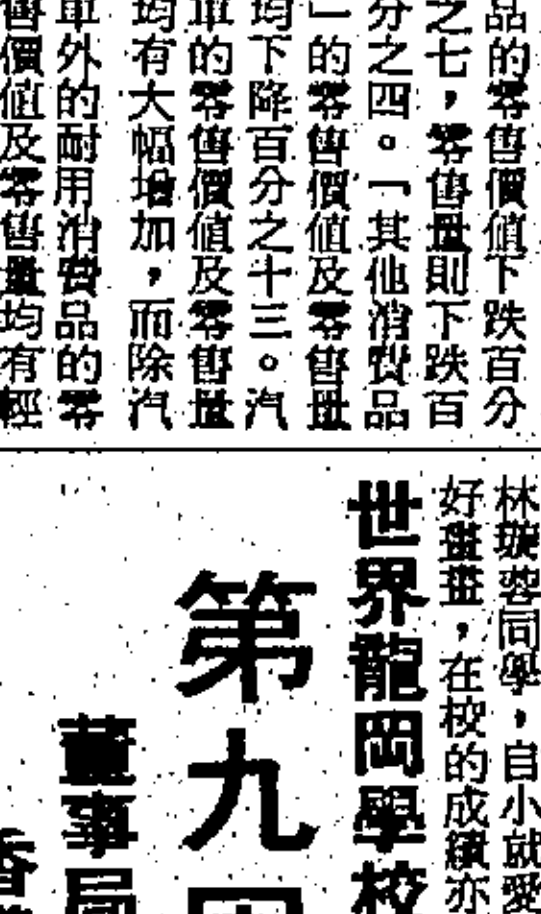 品的零售價值下跌百分
之七，零售量則下跌百
分之四。「其他消費品
」的零售價值及零售量
均下降百分之十三。汽
車的零售價值及零售量
均有大幅增加，而除汽
車外的耐用消費品的零
售價值及零售量均有輕
林璇蓉同學，自小就愛
好畫畫，在校的成績亦
世界龍岡學校
第九
董事局
香